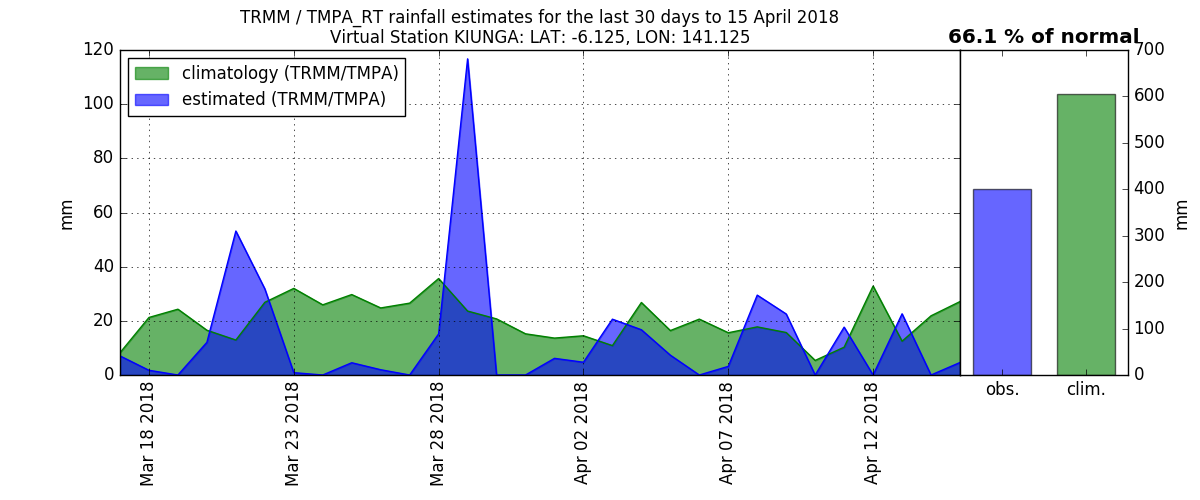 TRMM / TMPA_RT rainfall estimates for the last 30 days to 15 April 2018
Virtual Station KIUNGA: LAT: -6.125, LON: 141.125
66.1 % of normal
climatology (TRMM/TMPA)
estimated (TRMM/TMPA)
mm
120
100
80
60
40
20
0
Mar 18 2018
Mar 23 2018
Mar 28 2018
Apr 02 2018
Apr 07 2018
Apr 12 2018
obs.
clim.
700
600
500
400
300
200
100
0
mm